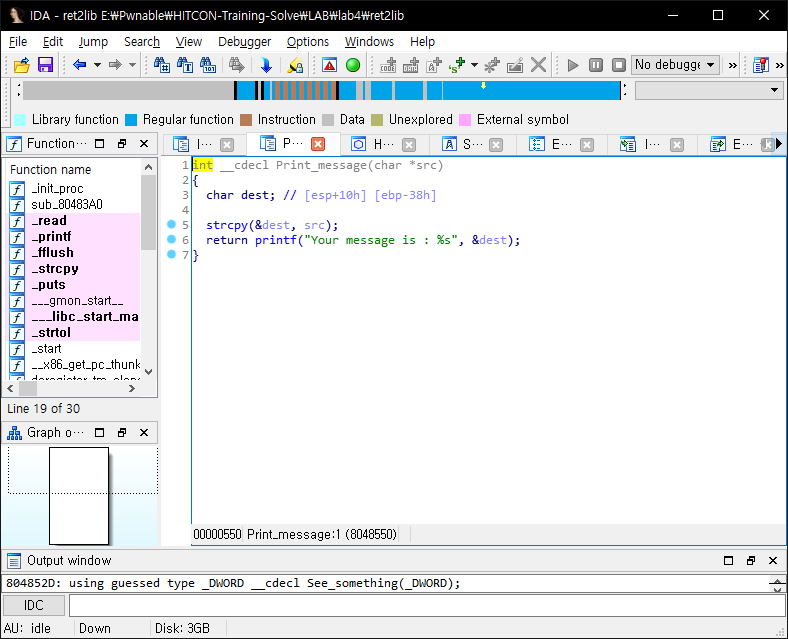 IDA - ret2lib E:₩Pwnable₩HITCON-Training-Solve₩LAB₩lab4₩ret2lib
File Edit Jump Search View Debugger Options Windows Help
No debugge
Library function Regular function Instruction Data Unexplored External symbol
Function··· I··· P··· H··· S··· E··· I··· E···
Function name
_init_proc
sub_80483A0
_read
_printf
_fflush
_strcpy
_puts
___gmon_start__
___libc_start_ma
_strtol
_start
__x86_get_pc_thunk
Line 19 of 30
Graph o···
1 int __cdecl Print_message(char *src)
2 {
3 char dest; // [esp+10h] [ebp-38h]
4
5 strcpy(&dest, src);
6 return printf("Your message is : %s", &dest);
7 }
00000550 Print_message:1 (8048550)
Output window
804852D: using guessed type _DWORD __cdecl See_something(_DWORD);
IDC
AU: idle Down Disk: 3GB